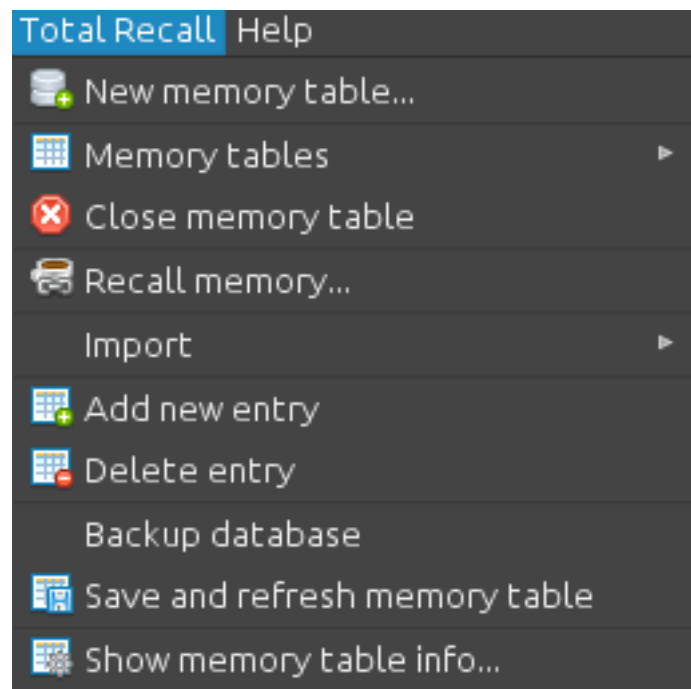 Total Recall Help
New memory table...
Memory tables
Close memory table
Recall memory...
Import
Add new entry
Delete entry
Backup database
Save and refresh memory table
Show memory table info...